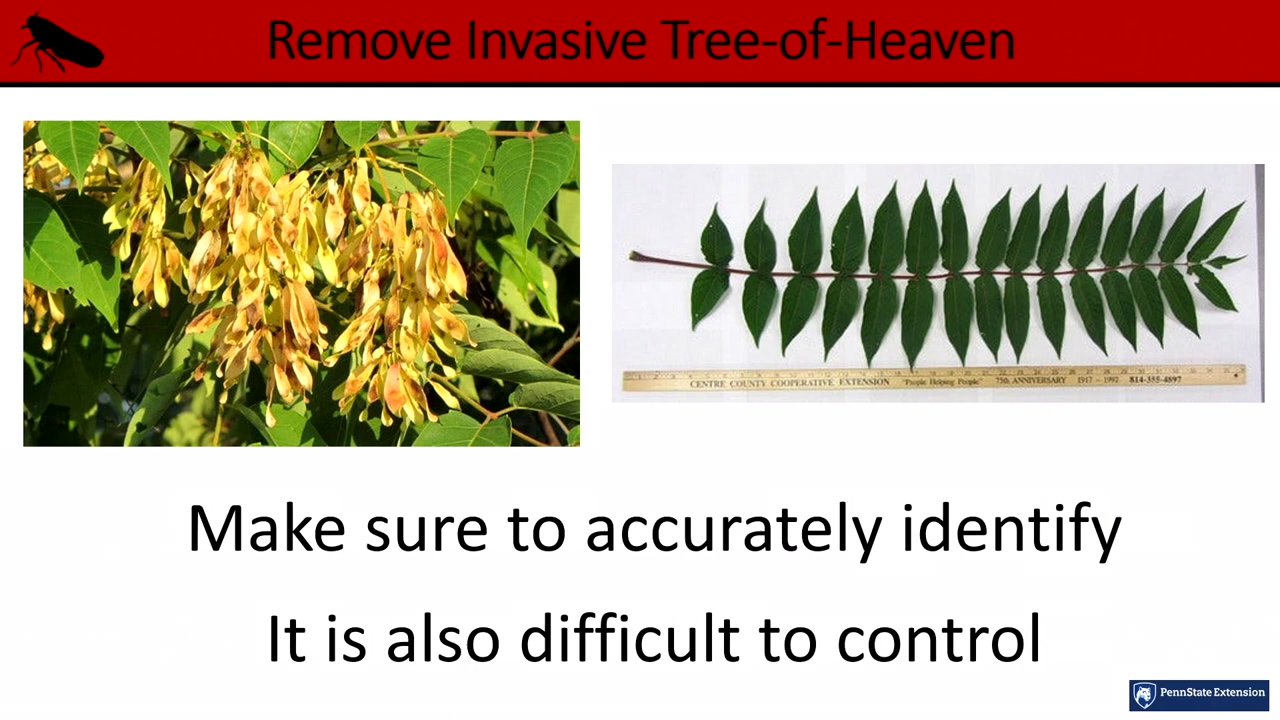 Remove Invasive Tree-of-Heaven
CENTRE COUNTY COOPERATIVE EXTENSION "People Helping People" 75th ANNIVERSARY 1917 - 1992 814-355-4897
Make sure to accurately identify
It is also difficult to control
PennState Extension